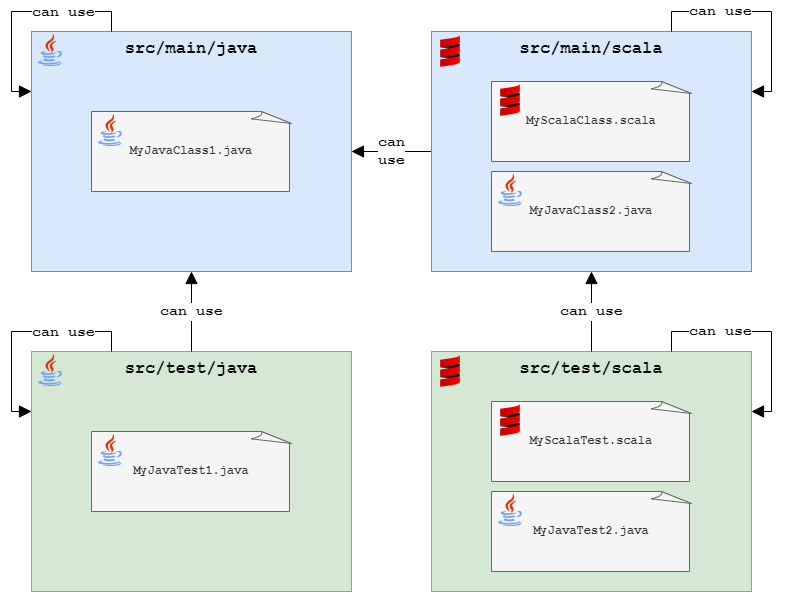 can use
can use
src/main/java
src/main/scala
MyJavaClass1.java
MyScalaClass.scala
MyJavaClass2.java
can
use
can use
can use
can use
can use
src/test/java
src/test/scala
MyJavaTest1.java
MyScalaTest.scala
MyJavaTest2.java